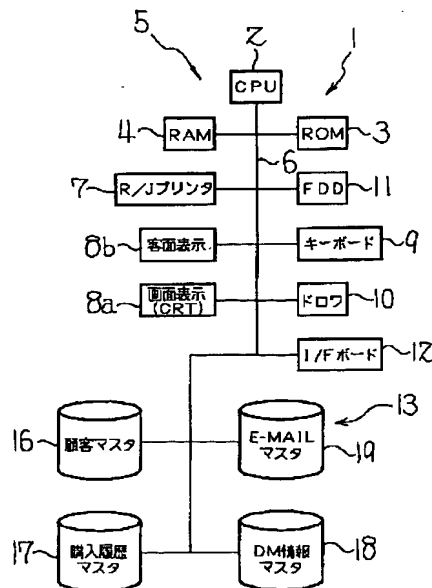 5
2
1
CPU
4
RAM
ROM
3
6
7
R/Jプリンタ
FDD
11
8b
客面表示
キーボード
9
8a
画面表示
(CRT)
ドロワ
10
I/Fボード
12
13
16
顧客マスタ
E-MAIL
マスタ
19
17
購入履歴
マスタ
DM情報
マスタ
18